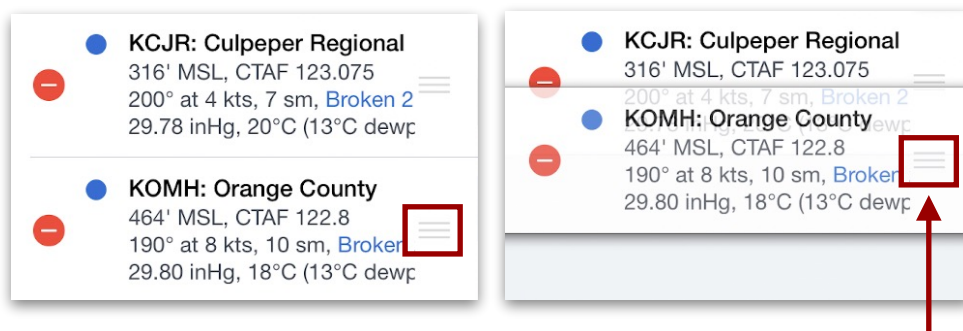 KCJR: Culpeper Regional
316' MSL, CTAF 123.075
200° at 4 kts, 7 sm, Broken 2
29.78 inHg, 20°C (13°C dewp
KOMH: Orange County
464' MSL, CTAF 122.8
190° at 8 kts, 10 sm, Broken
29.80 inHg, 18°C (13°C dewp
KCJR: Culpeper Regional
316' MSL, CTAF 123.075
200° at 4 kts, 7 sm, Broken 2
KOMH: Orange County
464' MSL, CTAF 122.8
190° at 8 kts, 10 sm, Broken
29.80 inHg, 18°C (13°C dewp